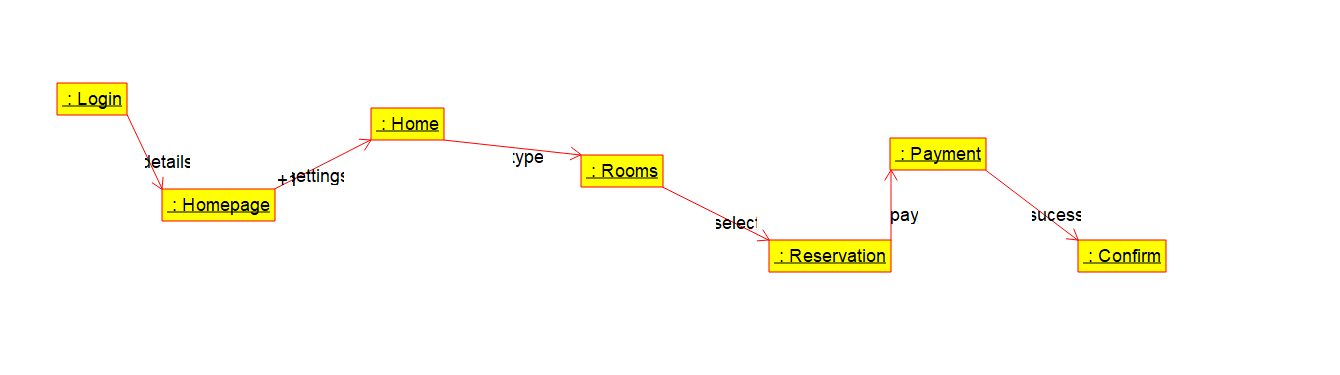 : Login
details
: Homepage
+
settings
: Home
type
: Rooms
select
: Reservation
pay
: Payment
sucess
: Confirm